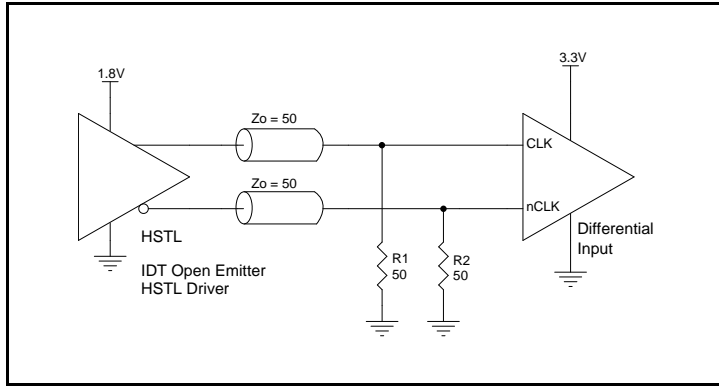 1.8V
3.3V
Zo = 50
CLK
Zo = 50
nCLK
HSTL
IDT Open Emitter
HSTL Driver
R1
50
R2
50
Differential
Input